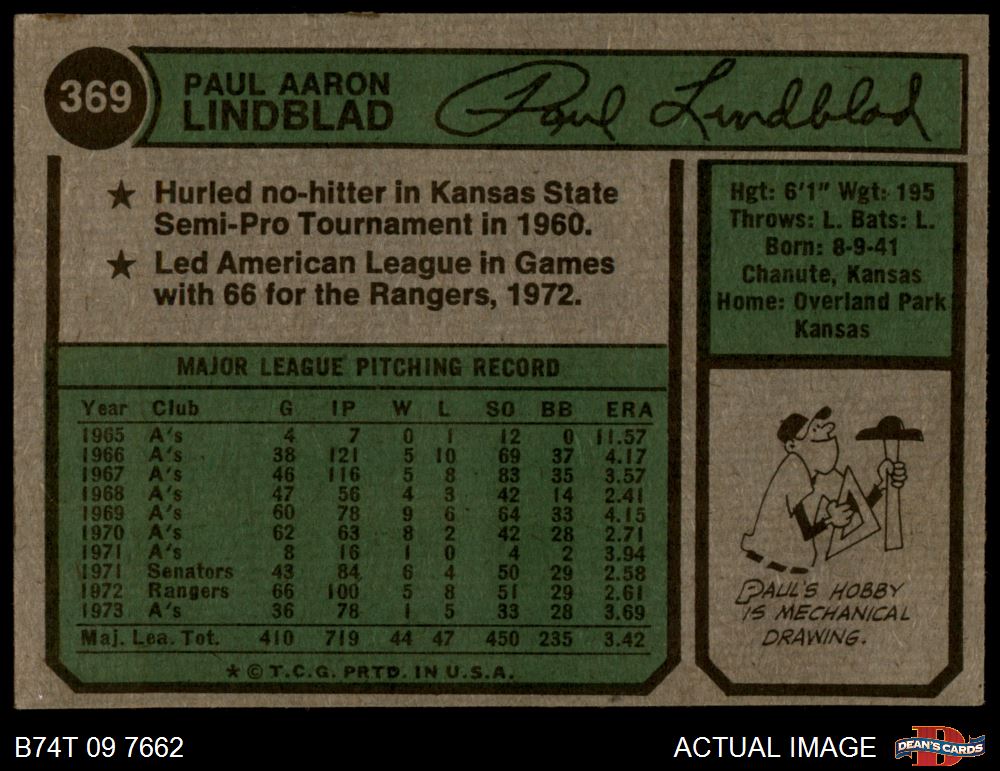 369
PAUL AARON
LINDBLAD
Paul Lindblad
★ Hurled no-hitter in Kansas State
Semi-Pro Tournament in 1960.
★ Led American League in Games
with 66 for the Rangers, 1972.
Hgt: 6'1" Wgt: 195
Throws: L. Bats: L.
Born: 8-9-41
Chanute, Kansas
Home: Overland Park
Kansas
MAJOR LEAGUE PITCHING RECORD
Year Club G IP W L SO BB ERA
1965 A's 4 7 0 1 12 0 11.57
1966 A's 38 121 5 10 69 37 4.17
1967 A's 46 116 5 8 83 35 3.57
1968 A's 47 56 4 3 42 14 2.41
1969 A's 60 78 9 6 64 33 4.15
1970 A's 62 63 8 2 42 28 2.71
1971 A's 8 16 1 0 4 2 3.94
1971 Senators 43 84 6 4 50 29 2.58
1972 Rangers 66 100 5 8 51 29 2.61
1973 A's 36 78 1 5 33 28 3.69
Maj. Lea. Tot. 410 719 44 47 450 235 3.42
★ © T.C.G. PRTD. IN U.S.A.
PAUL'S HOBBY
IS MECHANICAL
DRAWING.
B74T 09 7662
ACTUAL IMAGE
D
DEAN'S CARDS